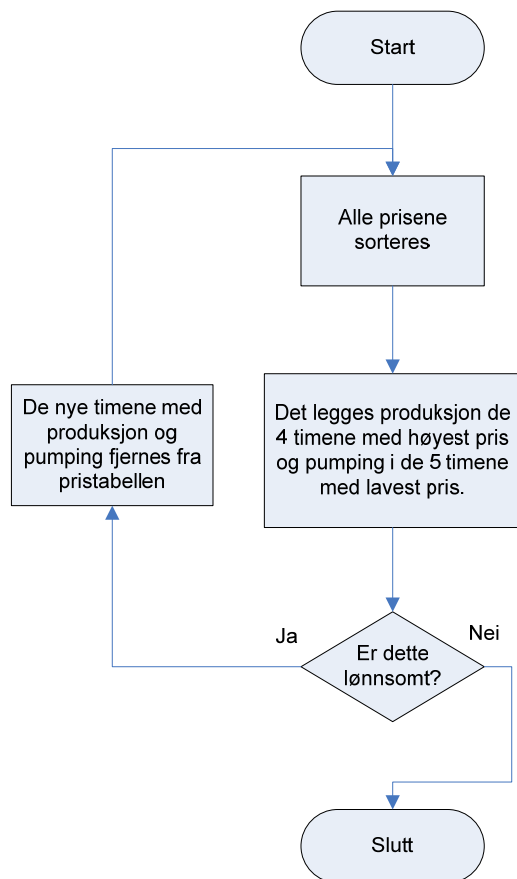 Start
Alle prisene
sorteres
Det legges produksjon de
4 timene med høyest pris
og pumping i de 5 timene
med lavest pris.
De nye timene med
produksjon og
pumping fjernes fra
pristabellen
Er dette
lønnsomt?
Ja
Nei
Slutt